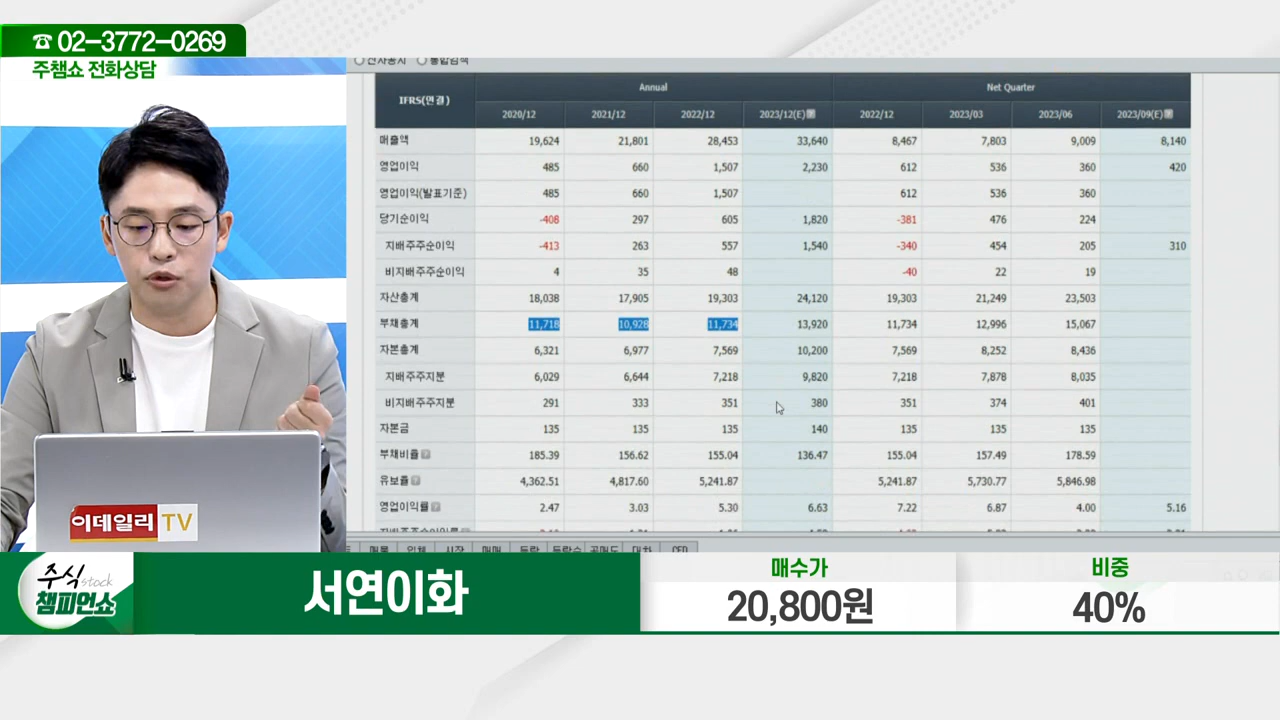 ☎ 02-3772-0269
주챔쇼 전화상담
전자공시 통합검색
IFRS(연결) Annual Net Quarter
2020/12 2021/12 2022/12 2023/12(E) 2022/12 2023/03 2023/06 2023/09(E)
매출액 19,624 21,801 28,453 33,640 8,467 7,803 9,009 8,140
영업이익 485 660 1,507 2,230 612 536 360 420
영업이익(발표기준) 485 660 1,507 612 536 360
당기순이익 -408 297 605 1,820 -381 476 224
지배주주순이익 -413 263 557 1,540 -340 454 205 310
비지배주주순이익 4 35 48 -40 22 19
자산총계 18,038 17,905 19,303 24,120 19,303 21,249 23,503
부채총계 11,718 10,928 11,734 13,920 11,734 12,996 15,067
자본총계 6,321 6,977 7,569 10,200 7,569 8,252 8,436
지배주주지분 6,029 6,644 7,218 9,820 7,218 7,878 8,035
비지배주주지분 291 333 351 380 351 374 401
자본금 135 135 135 140 135 135 135
부채비율 185.39 156.62 155.04 136.47 155.04 157.49 178.59
유보율 4,362.51 4,817.60 5,241.87 5,241.87 5,730.77 5,846.98
영업이익률 2.47 3.03 5.30 6.63 7.22 6.87 4.00 5.16
이데일리 TV
주식 stock
챔피언쇼
서연이화
매수가
20,800원
비중
40%